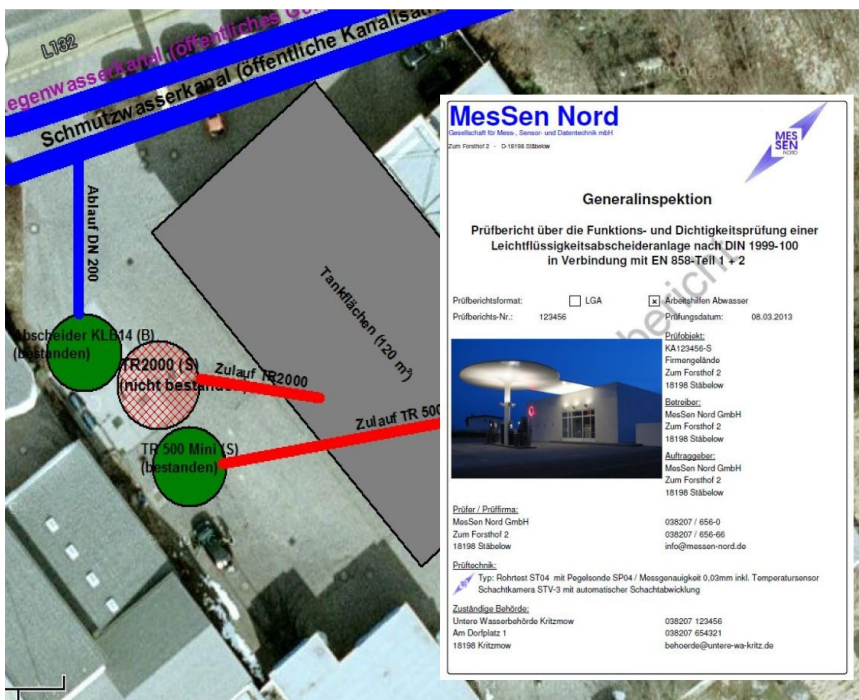 L132
egenwasserkanal (öffentliches
Schmutzwasserkanal (öffentliche Kanalisat
Ablauf DN 200
Abscheider KLB14 (B)
(bestanden)
TR2000 (S)
(nicht bestanden)
Zulauf TR2000
Zulauf TR 500
TR 500 Mini (S)
(bestanden)
Tankflächen (120 m²)
MesSen Nord
Gesellschaft für Mess-, Sensor- und Datentechnik mbH
Zum Forsthof 2 - D-18198 Stäbelow
MES
SEN
NORD
Generalinspektion
Prüfbericht über die Funktions- und Dichtigkeitsprüfung einer
Leichtflüssigkeitsabscheideranlage nach DIN 1999-100
in Verbindung mit EN 858-Teil 1 + 2
Prüfberichtsformat: LGA x Arbeitshilfen Abwasser
Prüfberichts-Nr.: 123456 Prüfungsdatum: 08.03.2013
Prüfobjekt:
KA123456-S
Firmengelände
Zum Forsthof 2
18198 Stäbelow
Betreiber:
MesSen Nord GmbH
Zum Forsthof 2
18198 Stäbelow
Auftraggeber:
MesSen Nord GmbH
Zum Forsthof 2
18198 Stäbelow
Prüfer / Prüffirma:
MesSen Nord GmbH 038207 / 656-0
Zum Forsthof 2 038207 / 656-66
18198 Stäbelow info@messen-nord.de
Prüftechnik:
Typ: Rohrtest ST04 mit Pegelsonde SP04 / Messgenauigkeit 0,03mm inkl. Temperatursensor
Schachtkamera STV-3 mit automatischer Schachtabwicklung
Zuständige Behörde:
Untere Wasserbehörde Kritzmow 038207 123456
Am Dorfplatz 1 038207 654321
18198 Kritzmow behoerde@untere-wa-kritz.de